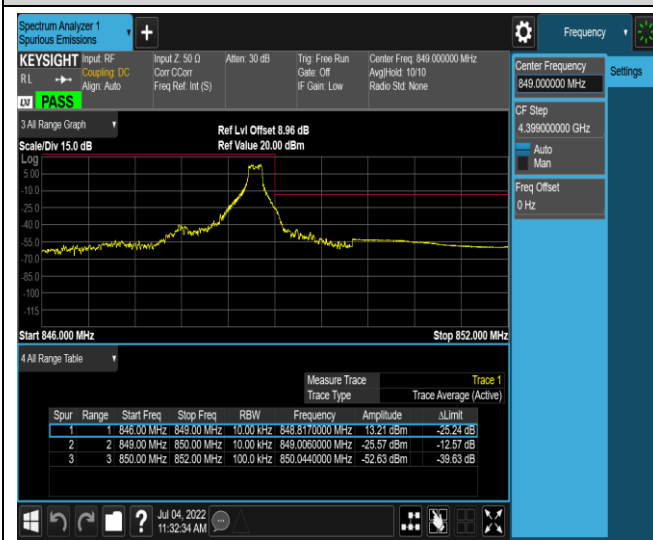 Spectrum Analyzer 1
Spurious Emissions
Frequency
KEYSIGHT
Input: RF
Coupling: DC
Align: Auto
Input Z: 50 Ω
Corr CCorr
Freq Ref: Int (S)
Atten: 30 dB
Trig: Free Run
Gate: Off
IF Gain: Low
Center Freq: 849.000000 MHz
Avg|Hold: 10/10
Radio Std: None
RL
LXI PASS
Center Frequency
849.000000 MHz
Settings
CF Step
4.399000000 GHz
Auto
Man
Freq Offset
0 Hz
3 All Range Graph
Scale/Div 15.0 dB
Ref Lvl Offset 8.96 dB
Ref Value 20.00 dBm
Log
5.00
-10.0
-25.0
-40.0
-55.0
-70.0
-85.0
-100
-115
Start 846.000 MHz
Stop 852.000 MHz
4 All Range Table
Measure Trace Trace 1
Trace Type Trace Average (Active)
Spur Range Start Freq Stop Freq RBW Frequency Amplitude ΔLimit
1 1 846.00 MHz 849.00 MHz 10.00 kHz 848.8170000 MHz 13.21 dBm -25.24 dB
2 2 849.00 MHz 850.00 MHz 10.00 kHz 849.0060000 MHz -25.57 dBm -12.57 dB
3 3 850.00 MHz 852.00 MHz 100.0 kHz 850.0440000 MHz -52.63 dBm -39.63 dB
Jul 04, 2022
11:32:34 AM